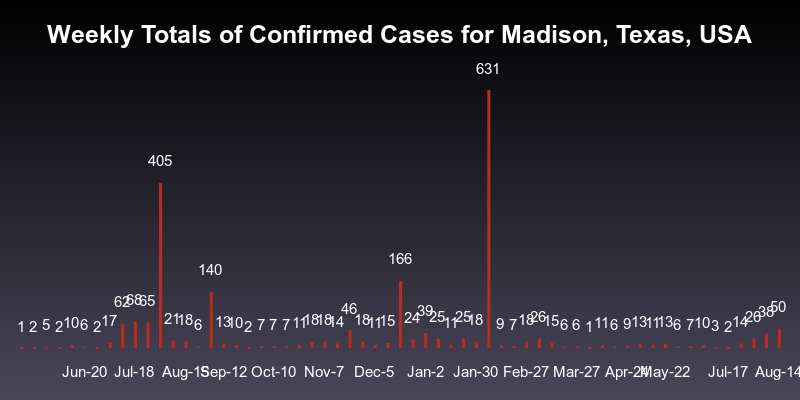 Weekly Totals of Confirmed Cases for Madison, Texas, USA
631
405
166
140
62 68 65
46
39
50
38
1 2 5 2 10 6 2 17 21 18 6 13 10 2 7 7 7 11 18 18 14 18 11 15 24 25 11 25 18 9 7 18 26 15 6 6 1 11 6 9 13 11 13 6 7 10 3 2 14 26
Jun-20 Jul-18 Aug-15 Sep-12 Oct-10 Nov-7 Dec-5 Jan-2 Jan-30 Feb-27 Mar-27 Apr-24 May-22 Jul-17 Aug-14